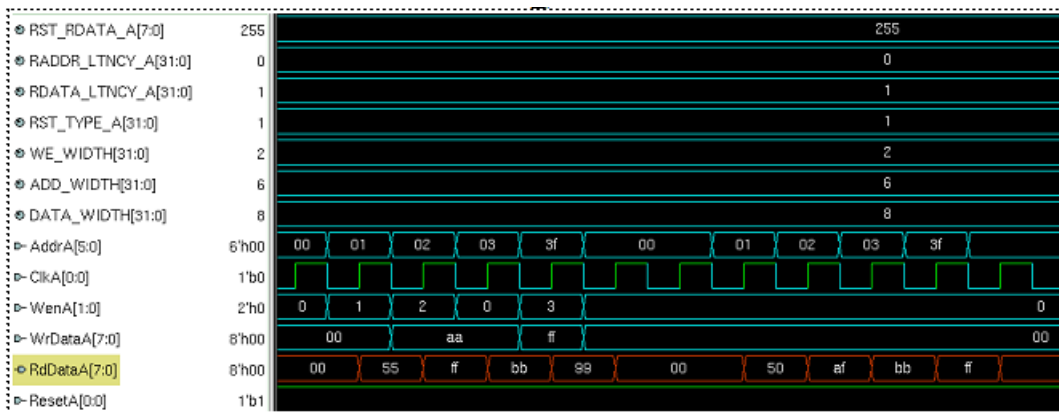 RST_RDATA_A[7:0] 255 255
RADDR_LTNCY_A[31:0] 0 0
RDATA_LTNCY_A[31:0] 1 1
RST_TYPE_A[31:0] 1 1
WE_WIDTH[31:0] 2 2
ADD_WIDTH[31:0] 6 6
DATA_WIDTH[31:0] 8 8
AddrA[5:0] 6'h00 00 01 02 03 3f 00 01 02 03 3f
ClkA[0:0] 1'b0
WenA[1:0] 2'h0 0 1 2 0 3 0
WrDataA[7:0] 8'h00 00 aa ff 00
RdDataA[7:0] 8'h00 00 55 ff bb 99 00 50 af bb ff
ResetA[0:0] 1'b1